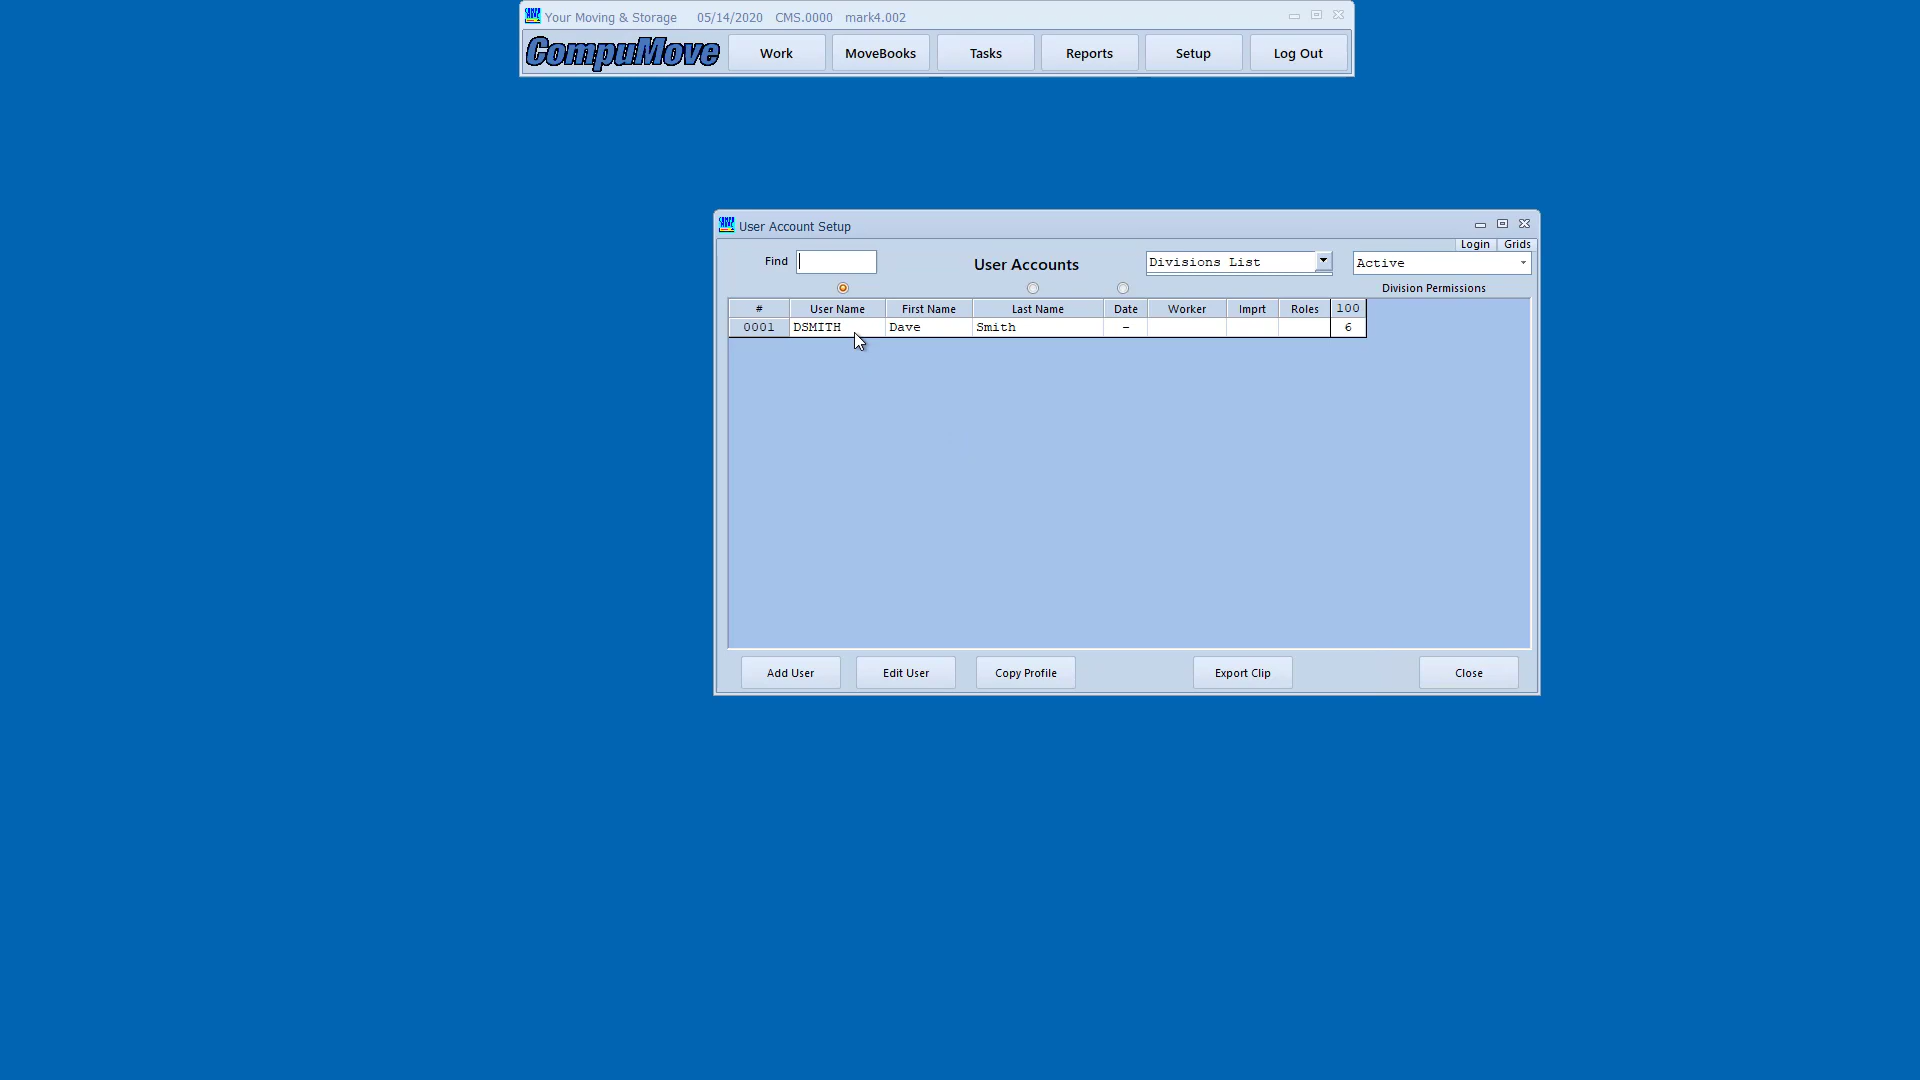 Your Moving & Storage 05/14/2020 CMS.0000 mark4.002
CompuMove Work MoveBooks Tasks Reports Setup Log Out
User Account Setup
Login Grids
Find User Accounts Divisions List Active
Division Permissions
# User Name First Name Last Name Date Worker Imprt Roles 100
0001 DSMITH Dave Smith – 6
Add User Edit User Copy Profile Export Clip Close